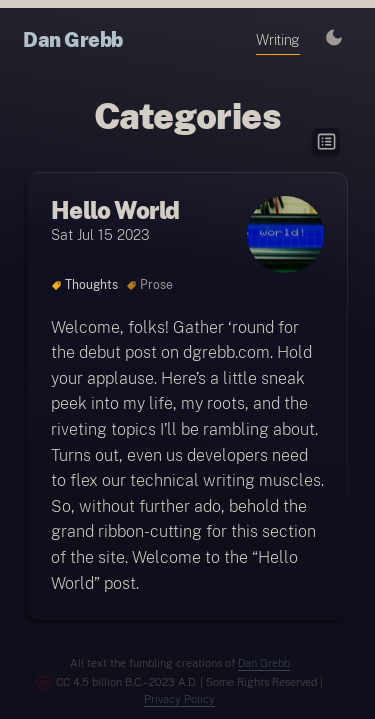 Dan Grebb
Writing
Categories
Hello World
Sat Jul 15 2023
World!
Thoughts
Prose
Welcome, folks! Gather ‘round for
the debut post on dgrebb.com. Hold
your applause. Here’s a little sneak
peek into my life, my roots, and the
riveting topics I’ll be rambling about.
Turns out, even us developers need
to flex our technical writing muscles.
So, without further ado, behold the
grand ribbon-cutting for this section
of the site. Welcome to the “Hello
World” post.
All text the fumbling creations of Dan Grebb
CC 4.5 billion B.C.–2023 A.D. | Some Rights Reserved |
Privacy Policy